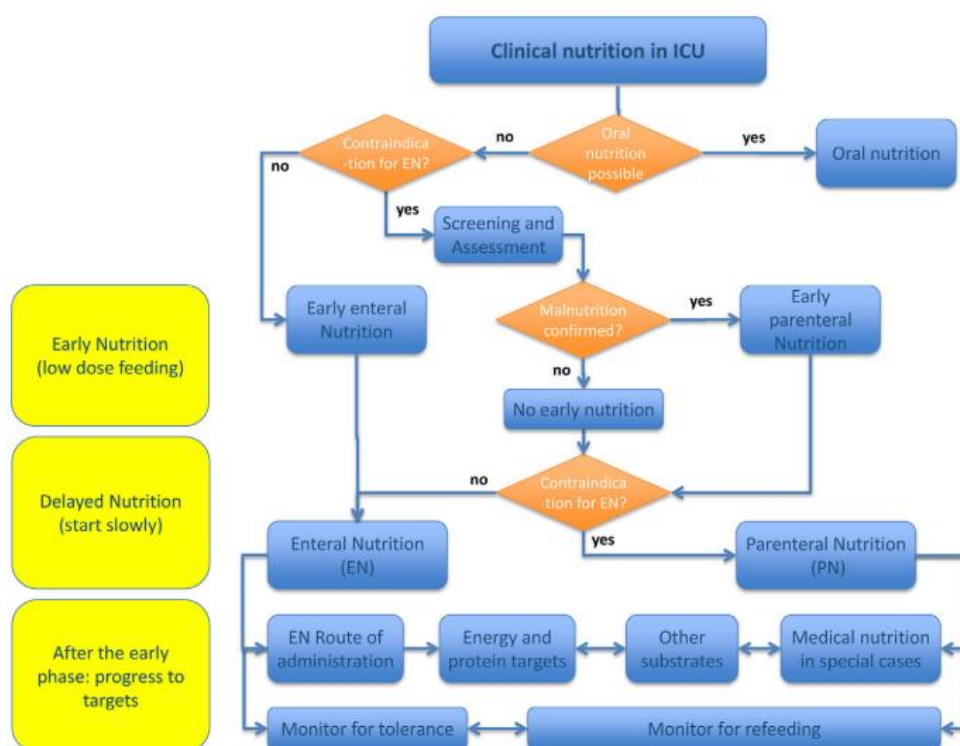 Clinical nutrition in ICU
no
Contraindica
-tion for EN?
Oral
nutrition
possible
yes
Oral nutrition
no
yes
Screening and
Assessment
Early Nutrition
(low dose feeding)
Early enteral
Nutrition
Malnutrition
confirmed?
yes
Early
parenteral
Nutrition
no
No early nutrition
Delayed Nutrition
(start slowly)
no
Contraindica
-tion for EN?
yes
Enteral Nutrition
(EN)
Parenteral Nutrition
(PN)
After the early
phase: progress to
targets
EN Route of
administration
Energy and
protein targets
Other
substrates
Medical nutrition
in special cases
Monitor for tolerance
Monitor for refeeding